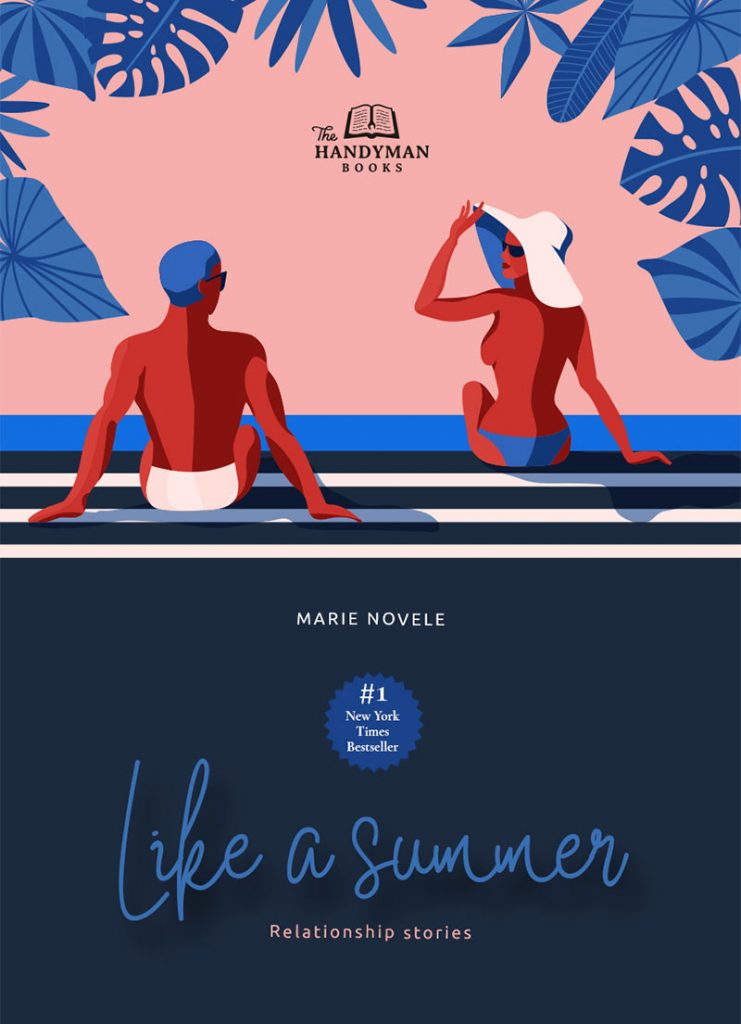 The
HANDYMAN
BOOKS
MARIE NOVELE
#1
New York
Times
Bestseller
Like a summer
Relationship stories